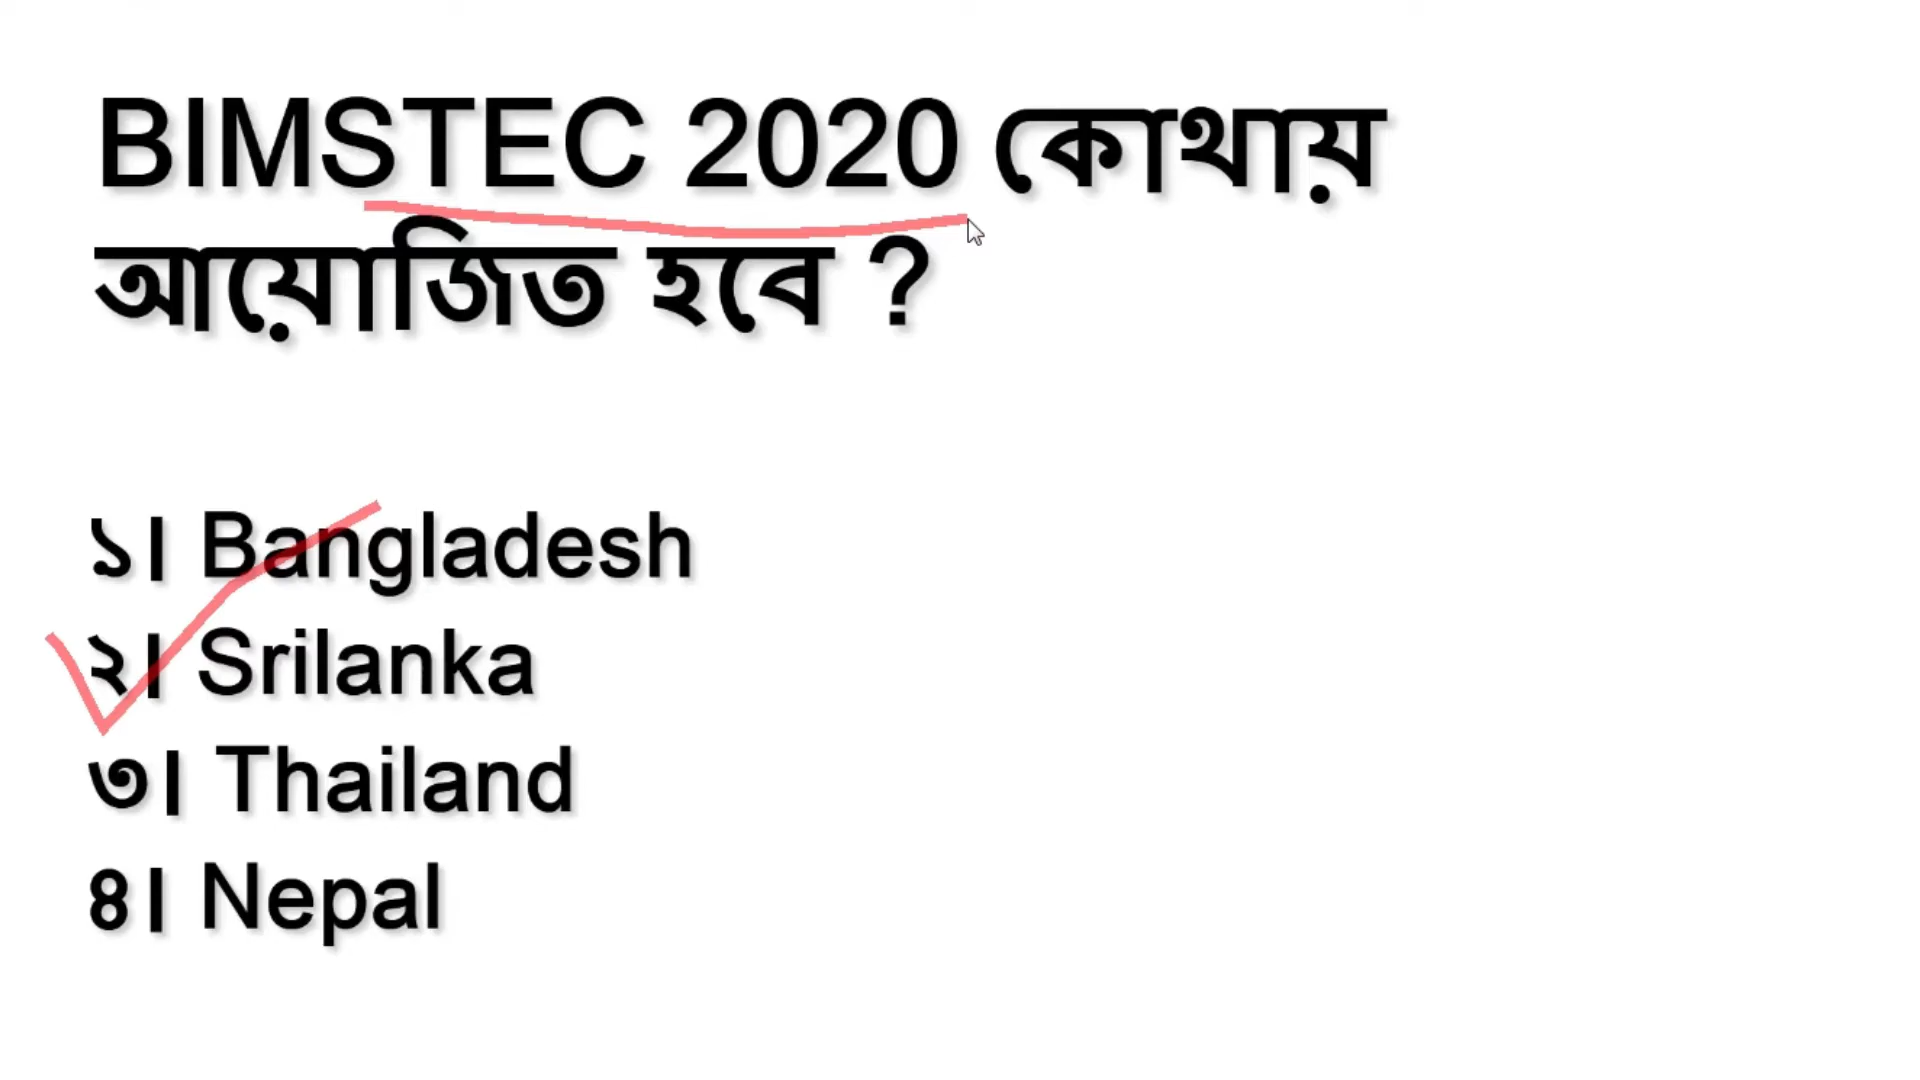 BIMSTEC 2020 কোথায়
আয়োজিত হবে ?
১। Bangladesh
২। Srilanka
৩। Thailand
৪। Nepal